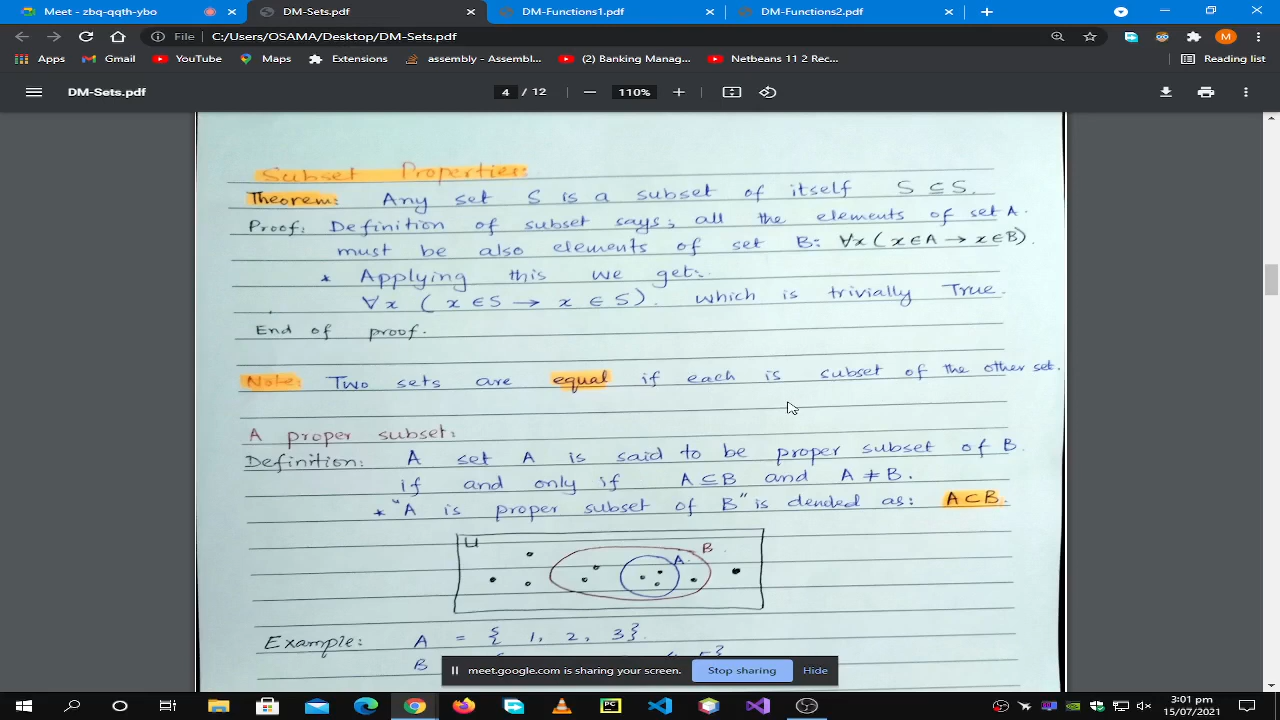 Meet - zbq-qqth-ybo
DM-Sets.pdf
DM-Functions1.pdf
DM-Functions2.pdf
File
C:/Users/OSAMA/Desktop/DM-Sets.pdf
M
Apps
Gmail
YouTube
Maps
Extensions
assembly - Assembl...
(2) Banking Manag...
Netbeans 11 2 Rec...
Reading list
DM-Sets.pdf
4 / 12
110%
Subset Properties:
Theorem: Any set S is a subset of itself S ⊆ S.
Proof: Definition of subset says; all the elements of set A.
must be also elements of set B: ∀x (x ∈ A → x ∈ B).
* Applying this we get:
∀x ( x ∈ S → x ∈ S). which is trivially True.
End of proof.
Note: Two sets are equal if each is subset of the other set.
A proper subset:
Definition: A set A is said to be proper subset of B.
if and only if A ⊆ B and A ≠ B.
* "A is proper subset of B" is dended as: A ⊂ B.
U
B
A
Example: A = { 1, 2, 3}.
B
meet.google.com is sharing your screen.
Stop sharing
Hide
3:01 pm
15/07/2021